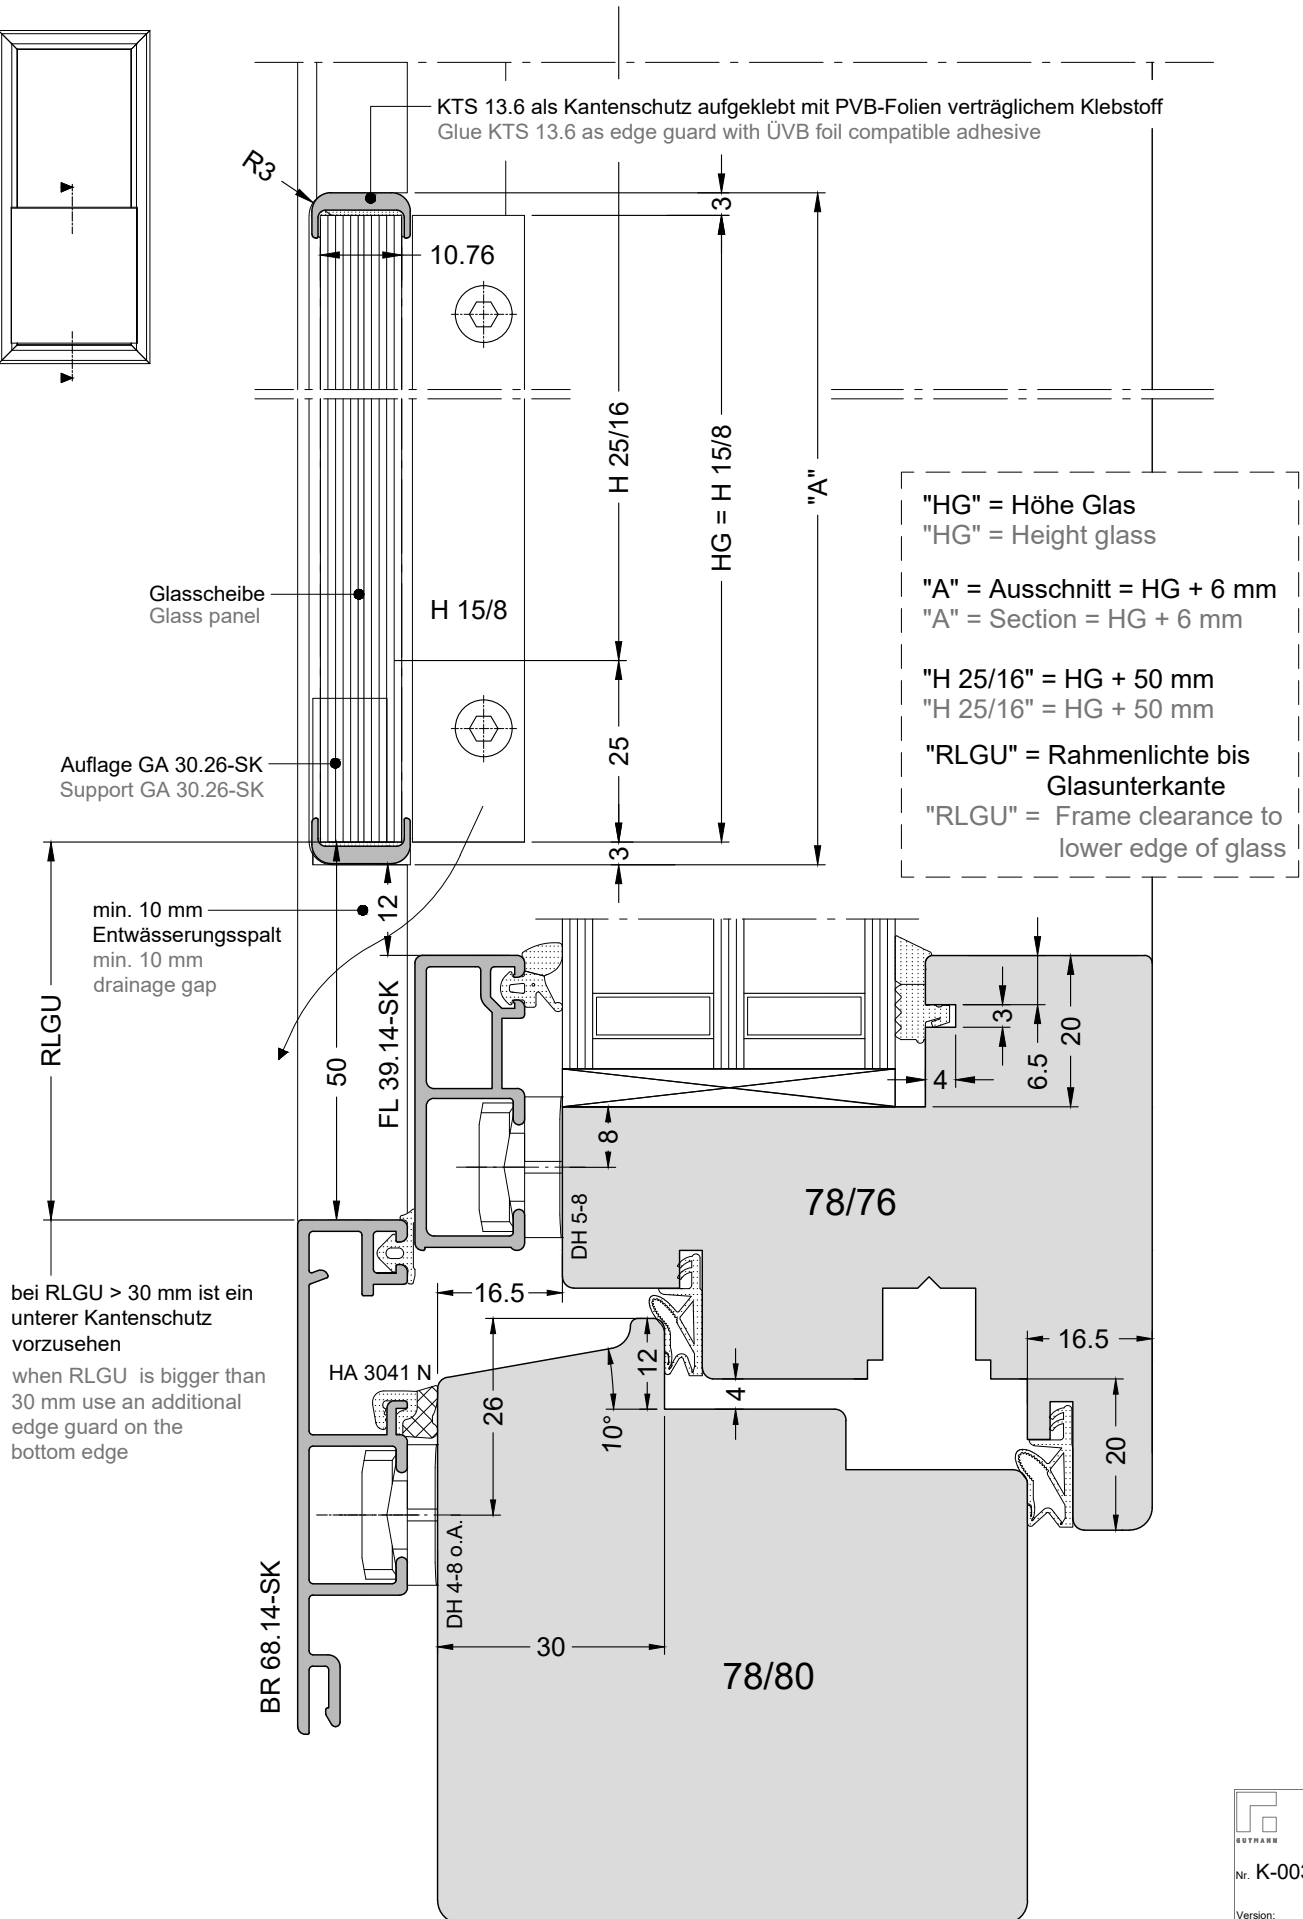 KTS 13.6 als Kantenschutz aufgeklebt mit PVB-Folien verträglichem Klebstoff
Glue KTS 13.6 as edge guard with ÜVB foil compatible adhesive
R3
3
10.76
H 25/16
HG = H 15/8
"A"
"HG" = Höhe Glas
"HG" = Height glass
"A" = Ausschnitt = HG + 6 mm
"A" = Section = HG + 6 mm
"H 25/16" = HG + 50 mm
"H 25/16" = HG + 50 mm
"RLGU" = Rahmenlichte bis
Glasunterkante
"RLGU" = Frame clearance to
lower edge of glass
Glasscheibe
Glass panel
H 15/8
25
Auflage GA 30.26-SK
Support GA 30.26-SK
3
12
min. 10 mm
Entwässerungsspalt
min. 10 mm
drainage gap
RLGU
50
FL 39.14-SK
3
20
6.5
4
8
78/76
DH 5-8
bei RLGU > 30 mm ist ein
unterer Kantenschutz
vorzusehen
when RLGU is bigger than
30 mm use an additional
edge guard on the
bottom edge
16.5
16.5
HA 3041 N
12
4
26
10°
20
DH 4-8 o.A.
BR 68.14-SK
30
78/80
GUTMANN
Nr. K-003
Version: